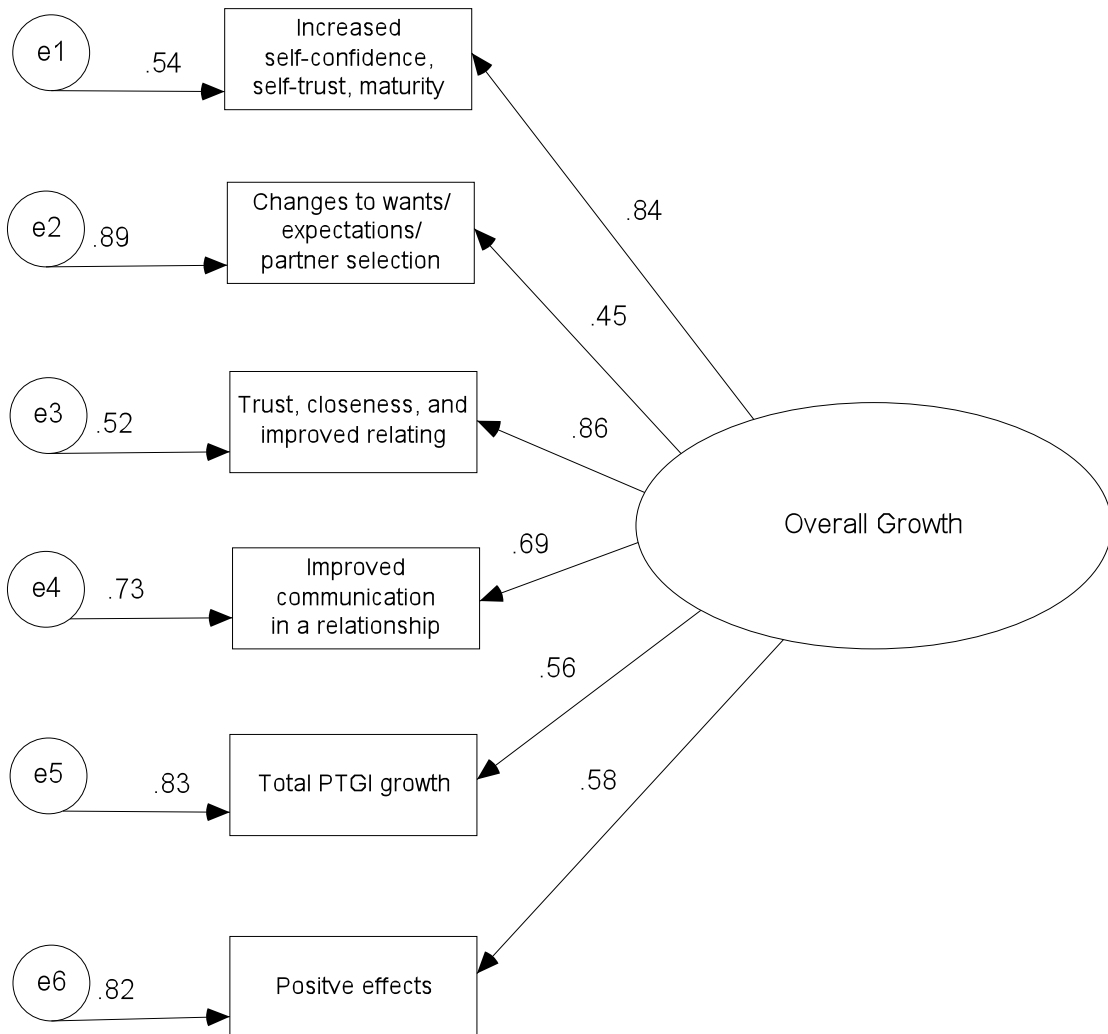 e1
.54
Increased
self-confidence,
self-trust, maturity
.84
e2
.89
Changes to wants/
expectations/
partner selection
.45
e3
.52
Trust, closeness, and
improved relating
.86
Overall Growth
e4
.73
Improved
communication
in a relationship
.69
e5
.83
Total PTGI growth
.56
e6
.82
Positve effects
.58